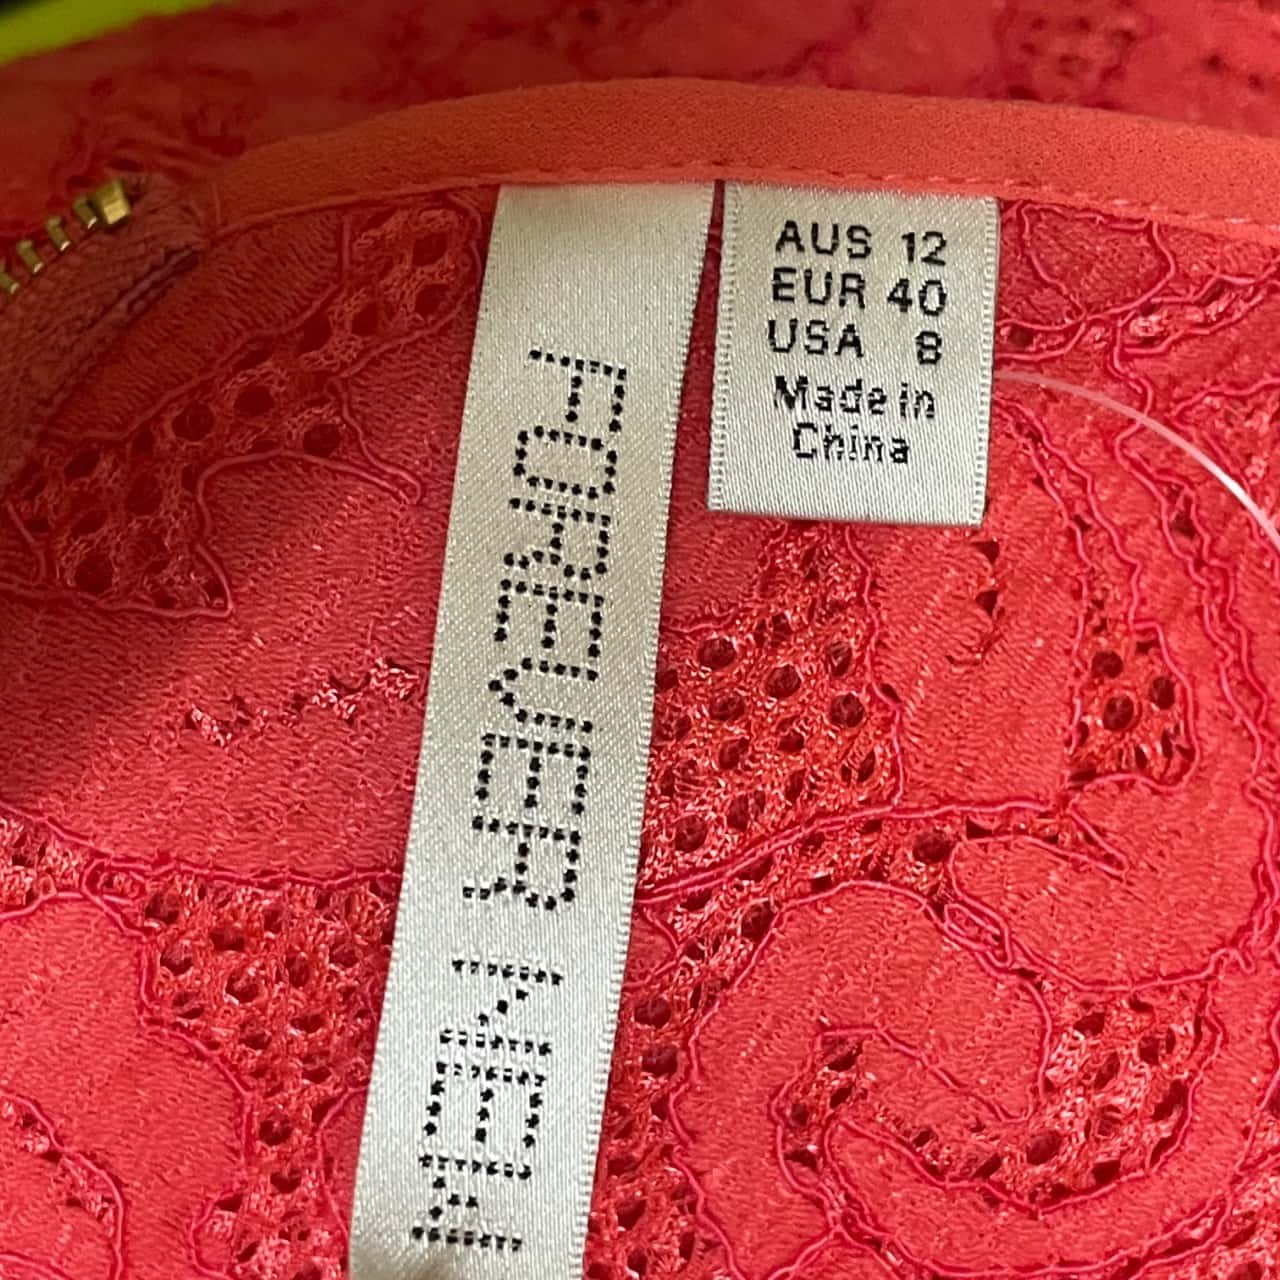 FOREVER NEW
AUS 12
EUR 40
USA 8
Made in
China